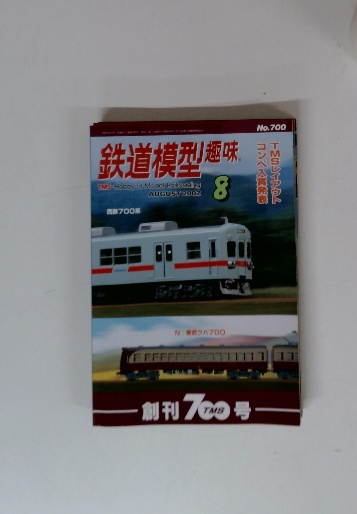 No.700
鉄道模型趣味
TMS Hobby of Model Railroading
AUGUST 2002
8
TMSレイアウト
コンペ入賞発表
西鉄700系
N：東武クハ700
創刊700号
TMS